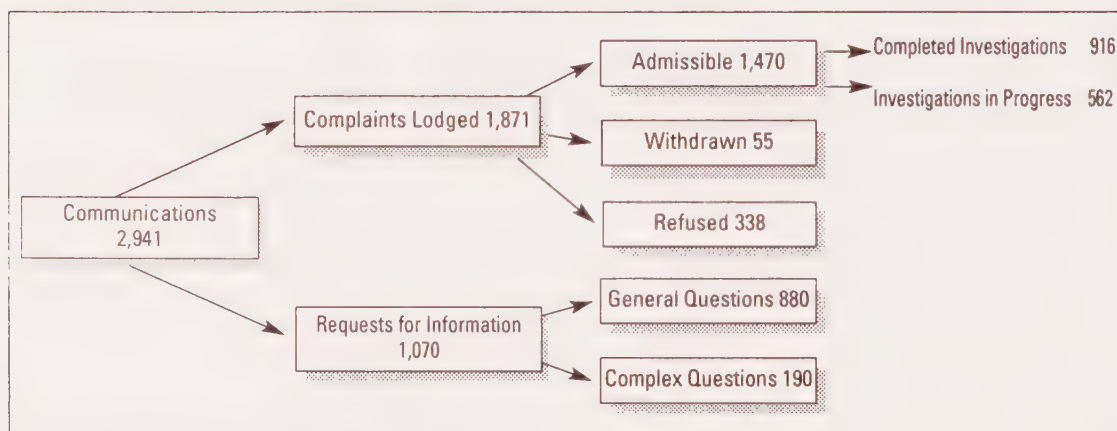 Communications
2,941
Complaints Lodged 1,871
Requests for Information
1,070
Admissible 1,470
Withdrawn 55
Refused 338
General Questions 880
Complex Questions 190
Completed Investigations 916
Investigations in Progress 562